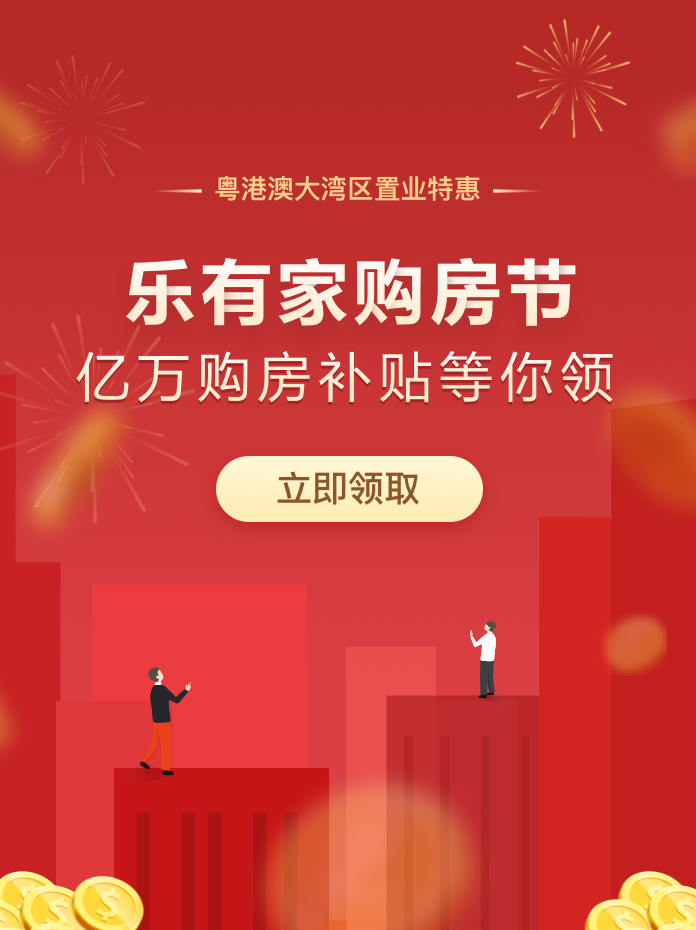 粤港澳大湾区置业特惠
乐有家购房节
亿万购房补贴等你领
立即领取